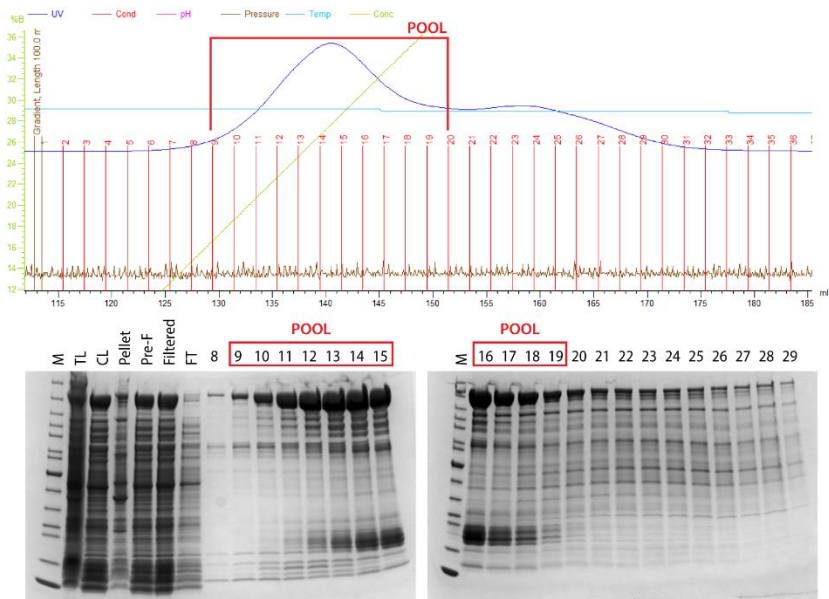 %B
UV Cond pH Pressure Temp Conc
POOL
36
34
32
30
28
26
24
22
20
18
16
14
12
Gradient, Length 100.0 m
1 2 3 4 5 6 7 8 9 10 11 12 13 14 15 16 17 18 19 20 21 22 23 24 25 26 27 28 29 30 31 32 33 34 35 36
115 120 125 130 135 140 145 150 155 160 165 170 175 180 185 ml
POOL POOL
M TL CL Pellet Pre-F Filtered FT 8 9 10 11 12 13 14 15 M 16 17 18 19 20 21 22 23 24 25 26 27 28 29